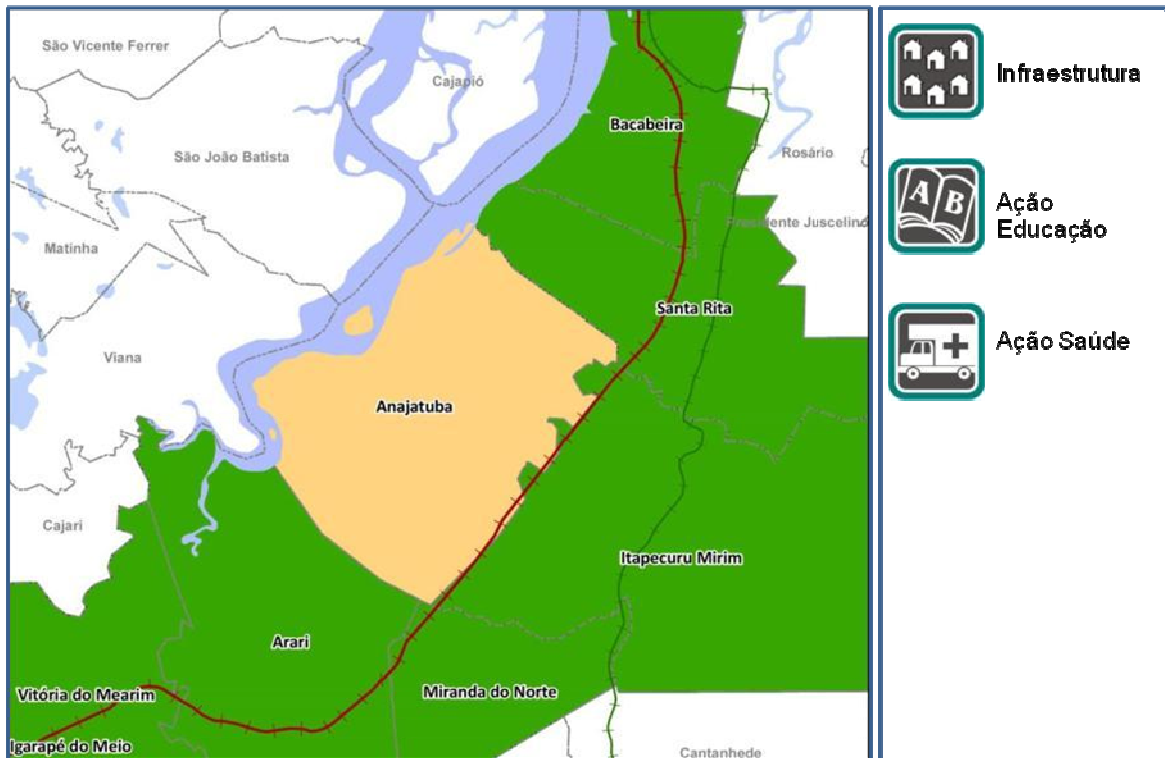 São Vicente Ferrer
Cajapió
Bacabeira
São João Batista
Rosário
Presidente Juscelino
Matinha
Santa Rita
Viana
Anajatuba
Cajari
Itapecuru Mirim
Arari
Vitória do Mearim
Miranda do Norte
Igarapé do Meio
Cantanhede
Infraestrutura
A B
Ação
Educação
Ação Saúde